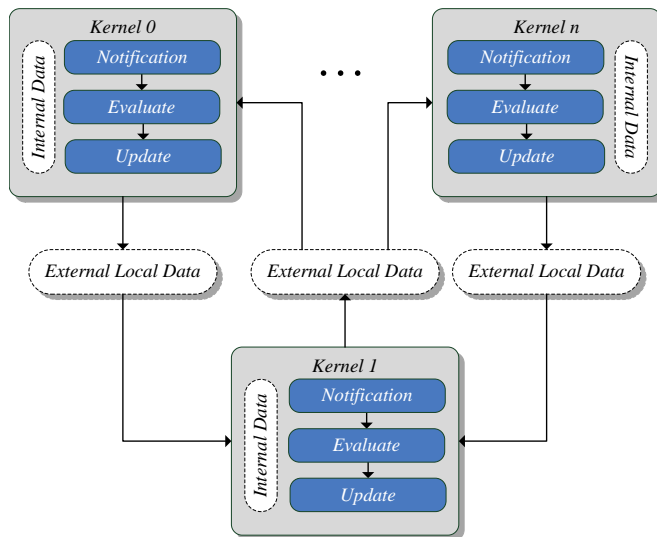 Kernel 0
Internal Data
Notification
Evaluate
Update
• • •
Kernel n
Notification
Evaluate
Update
Internal Data
External Local Data
External Local Data
External Local Data
Kernel 1
Internal Data
Notification
Evaluate
Update